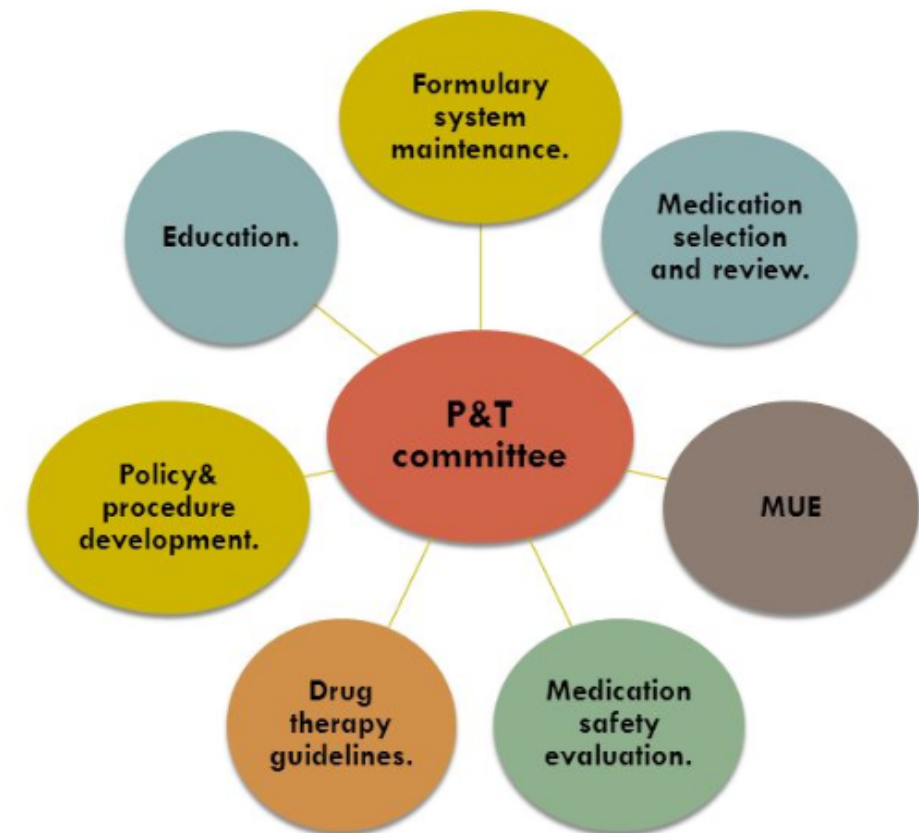 Formulary
system
maintenance.
Education.
Medication
selection
and review.
P&T
committee
Policy&
procedure
development.
MUE
Drug
therapy
guidelines.
Medication
safety
evaluation.